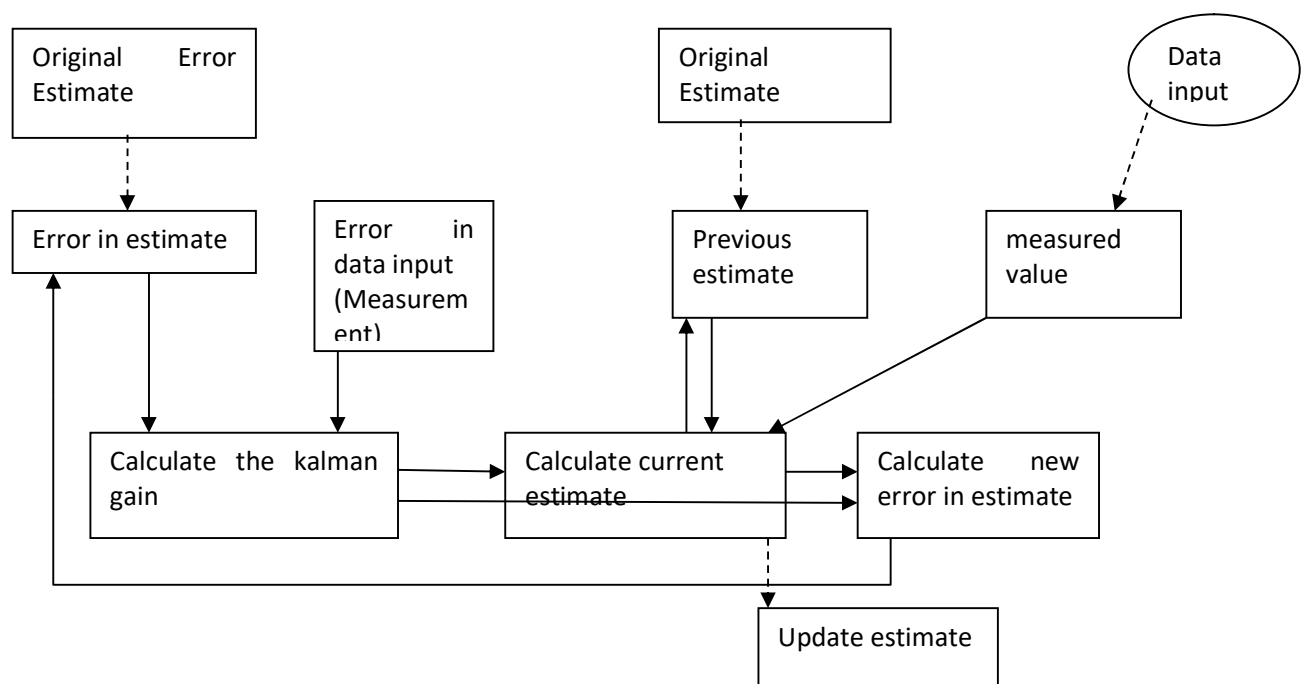 Original Error
Estimate
Original
Estimate
Data
input
Error in estimate
Error in
data input
(Measurem
ent)
Previous
estimate
measured
value
Calculate the kalman
gain
Calculate current
estimate
Calculate new
error in estimate
Update estimate